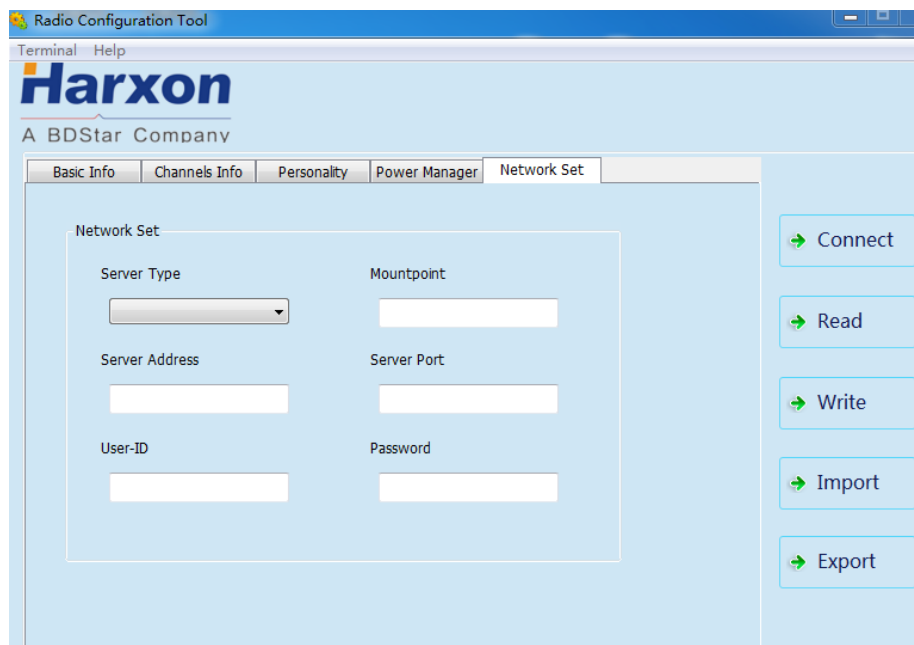 Radio Configuration Tool
Terminal Help
Harxon
A BDStar Company
Basic Info Channels Info Personality Power Manager Network Set
Network Set
Server Type Mountpoint
Server Address Server Port
User-ID Password
Connect
Read
Write
Import
Export